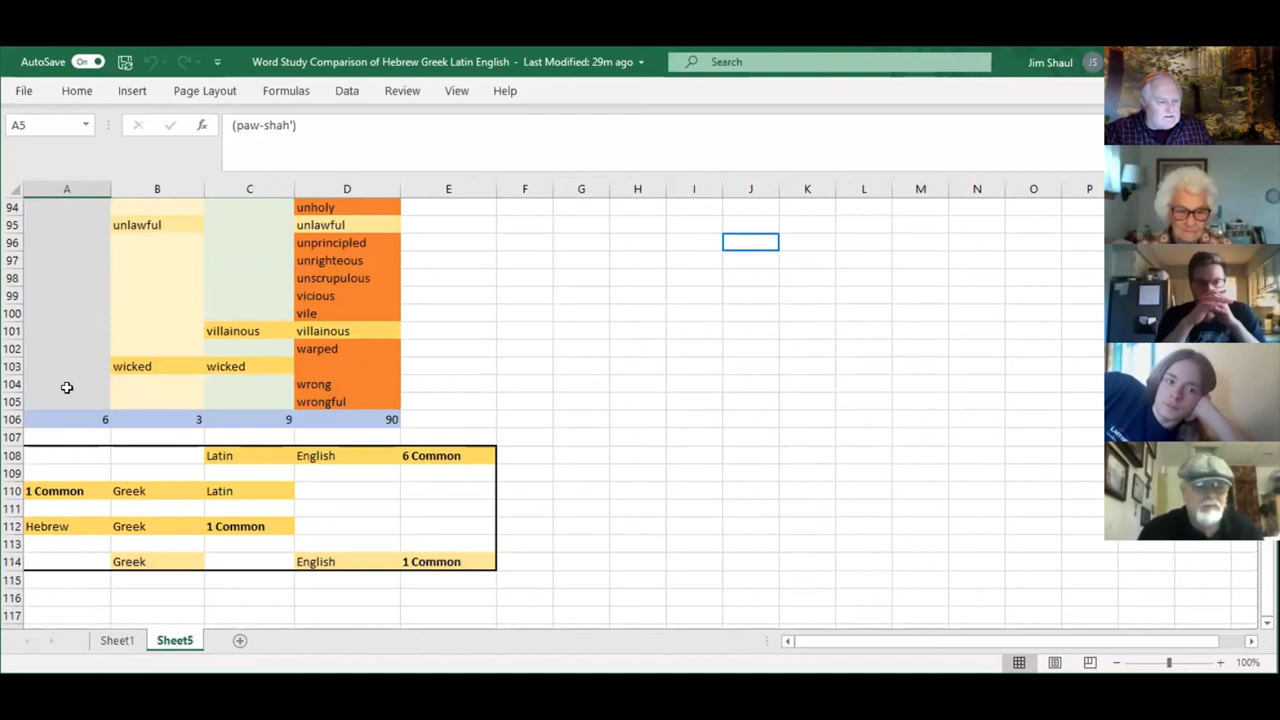 AutoSave On Word Study Comparison of Hebrew Greek Latin English - Last Modified: 29m ago Search Jim Shaul JS
File Home Insert Page Layout Formulas Data Review View Help
A5 fx (paw-shah')
A B C D E F G H I J K L M N O P
94 unholy
95 unlawful unlawful
96 unprincipled
97 unrighteous
98 unscrupulous
99 vicious
100 vile
101 villainous villainous
102 warped
103 wicked wicked
104 wrong
105 wrongful
106 6 3 9 90
107
108 Latin English 6 Common
109
110 1 Common Greek Latin
111
112 Hebrew Greek 1 Common
113
114 Greek English 1 Common
115
116
117
Sheet1 Sheet5
100%